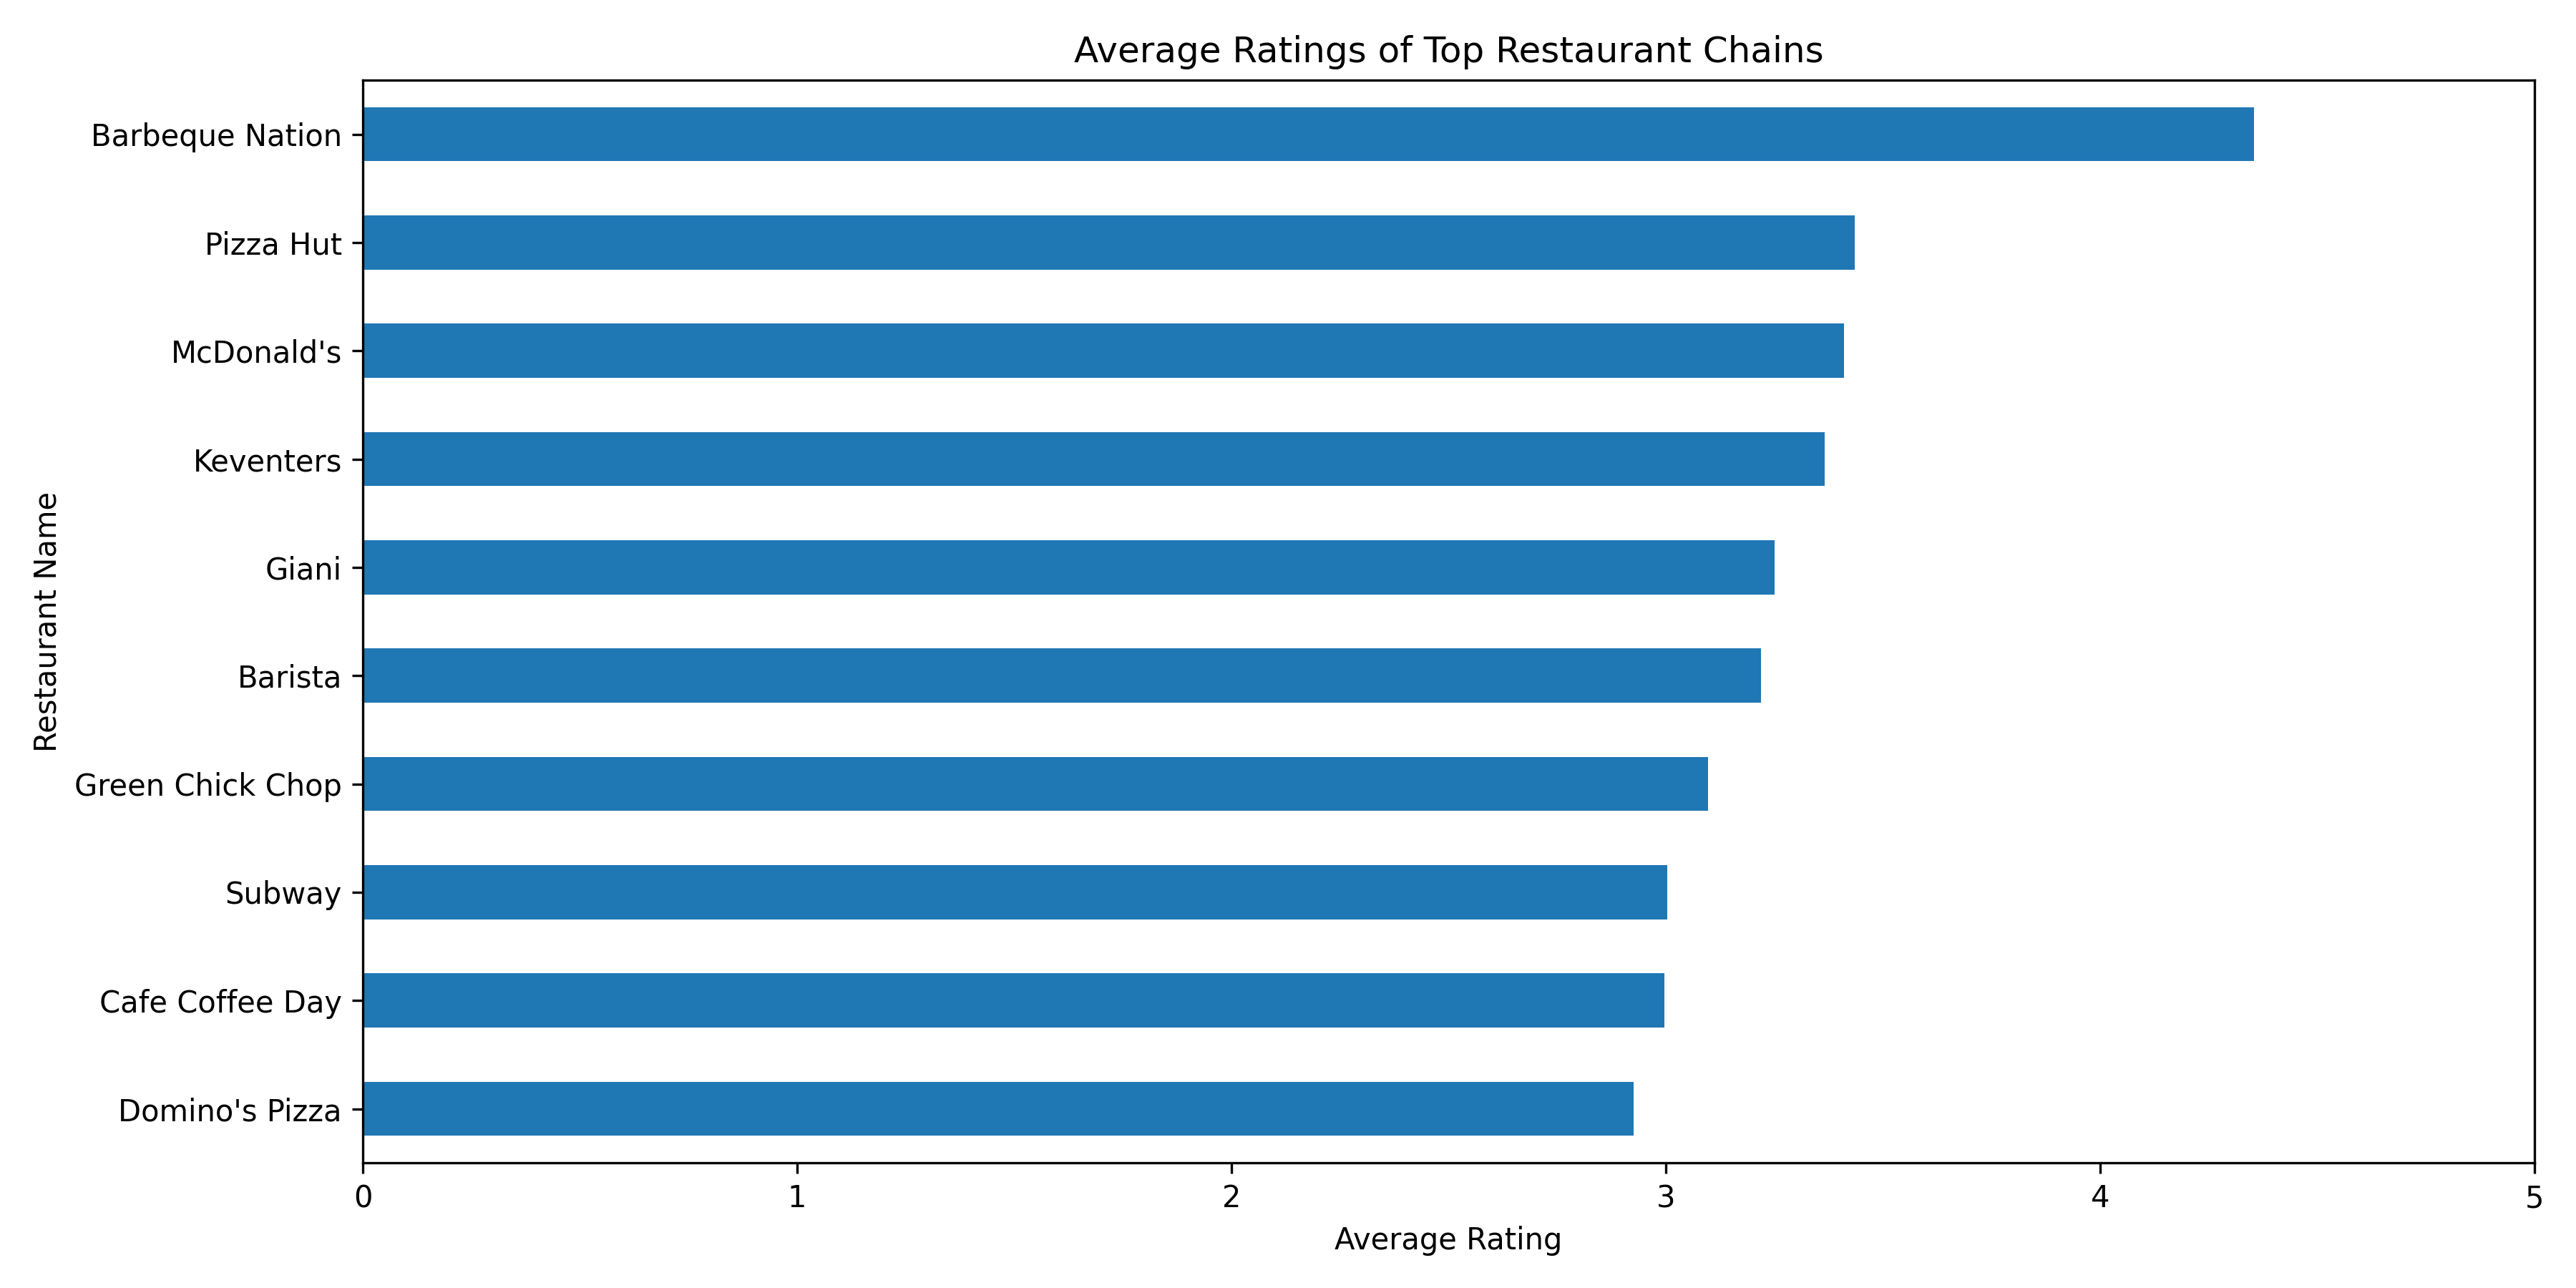 Average Ratings of Top Restaurant Chains
Restaurant Name
Barbeque Nation
Pizza Hut
McDonald's
Keventers
Giani
Barista
Green Chick Chop
Subway
Cafe Coffee Day
Domino's Pizza
0 1 2 3 4 5
Average Rating